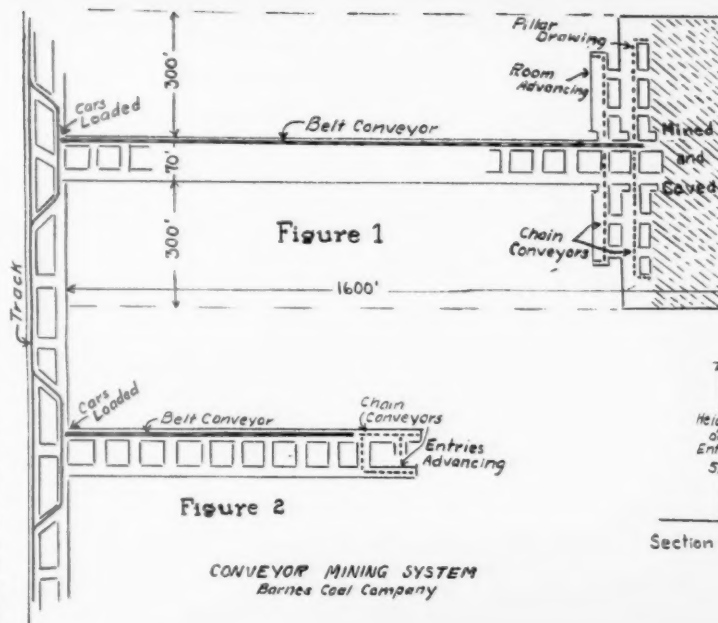 Pillar
Drawing
Room
Advancing
300'
Cars
Loaded
Belt Conveyor
Mined
and
Caved
70'
300'
Figure 1
Chain
Conveyors
1600'
Track
Cars
Loaded
Belt Conveyor
Chain
Conveyors
Entries
Advancing
Figure 2
CONVEYOR MINING SYSTEM
Barnes Coal Company
Section